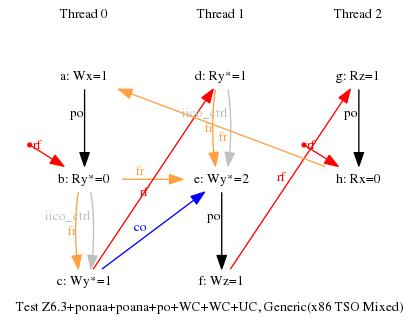 Thread 0 Thread 1 Thread 2
a: Wx=1 d: Ry*=1 g: Rz=1
po iico_ctrl po
fr fr
rf rf
fr rf rf
b: Ry*=0 e: Wy*=2 h: Rx=0
iico_ctrl po
fr co
c: Wy*=1 f: Wz=1
Test Z6.3+ponaa+poana+po+WC+WC+UC, Generic(x86 TSO Mixed)